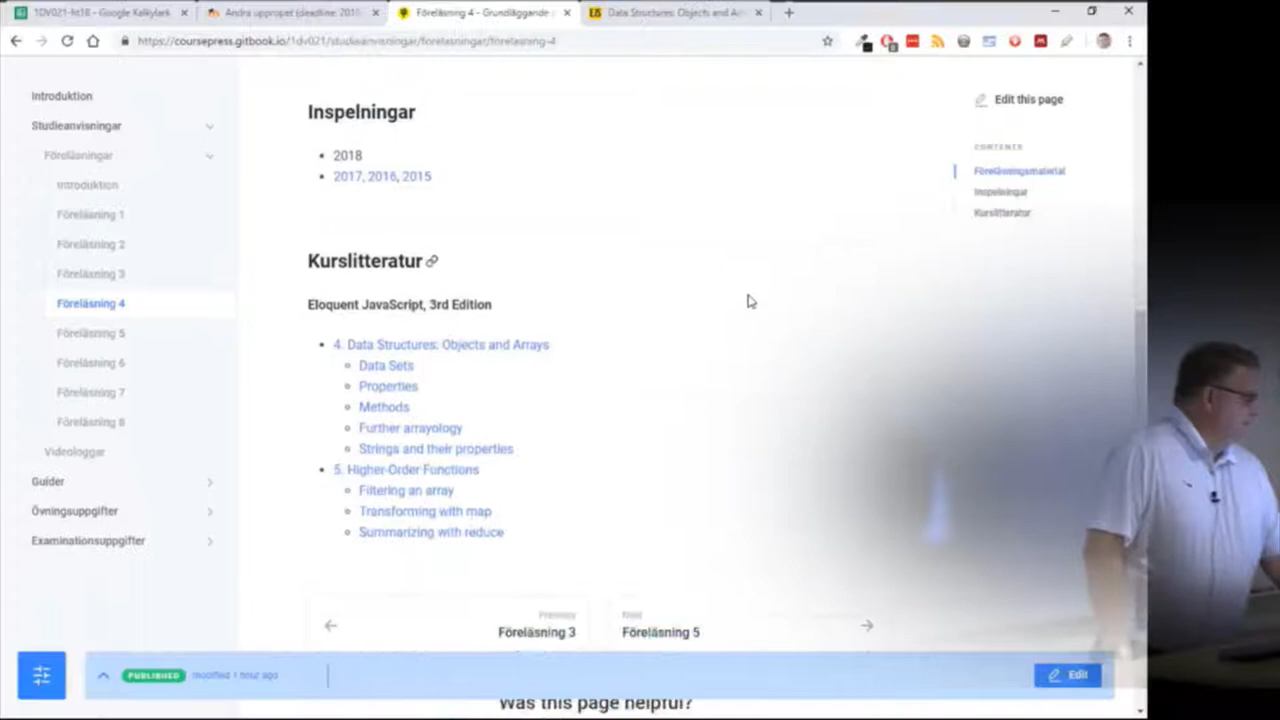 1DV021-ht18 - Google Kalkylark
Andra uppropet (deadline: 2018
Föreläsning 4 - Grundläggande
Data Structures: Objects and Arr
https://coursepress.gitbook.io/1dv021/studieanvisningar/forelasningar/forelasning-4
Introduktion
Studieanvisningar
Föreläsningar
Introduktion
Föreläsning 1
Föreläsning 2
Föreläsning 3
Föreläsning 4
Föreläsning 5
Föreläsning 6
Föreläsning 7
Föreläsning 8
Videologgar
Guider
Övningsuppgifter
Examinationsuppgifter
Inspelningar
2018
2017, 2016, 2015
Kurslitteratur
Eloquent JavaScript, 3rd Edition
4. Data Structures: Objects and Arrays
Data Sets
Properties
Methods
Further arrayology
Strings and their properties
5. Higher-Order Functions
Filtering an array
Transforming with map
Summarizing with reduce
Previous
Föreläsning 3
Next
Föreläsning 5
Edit this page
CONTENTS
Föreläsningsmaterial
Inspelningar
Kurslitteratur
PUBLISHED modified 1 hour ago
Edit
Was this page helpful?